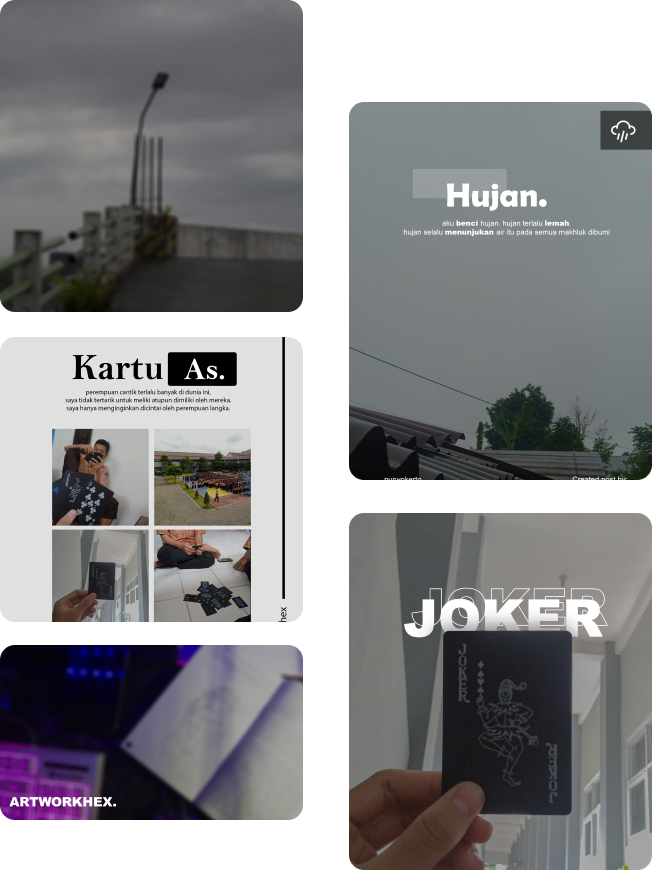 Kartu As.
perempuan cantik terlalu banyak di dunia ini,
saya tidak tertarik untuk meliki atupun dimiliki oleh mereka.
saya hanya menginginkan dicintai oleh perempuan langka.
hex
ARTWORKHEX.
Hujan.
aku benci hujan. hujan terlalu lemah.
hujan selalu menunjukan air itu pada semua makhluk dibumi
purwokerto
Created post by:
JOKER
JOKER
JOKER
JOKER